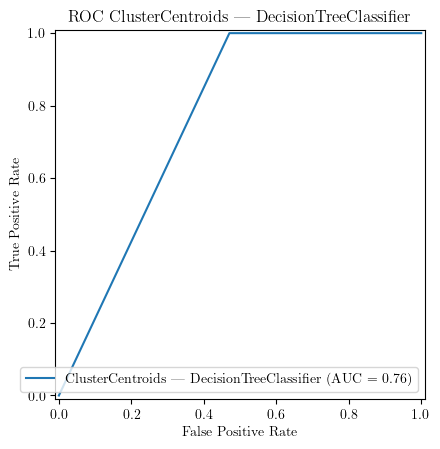 ROC ClusterCentroids — DecisionTreeClassifier
1.0
0.8
0.6
0.4
0.2
0.0
True Positive Rate
ClusterCentroids — DecisionTreeClassifier (AUC = 0.76)
0.0 0.2 0.4 0.6 0.8 1.0
False Positive Rate